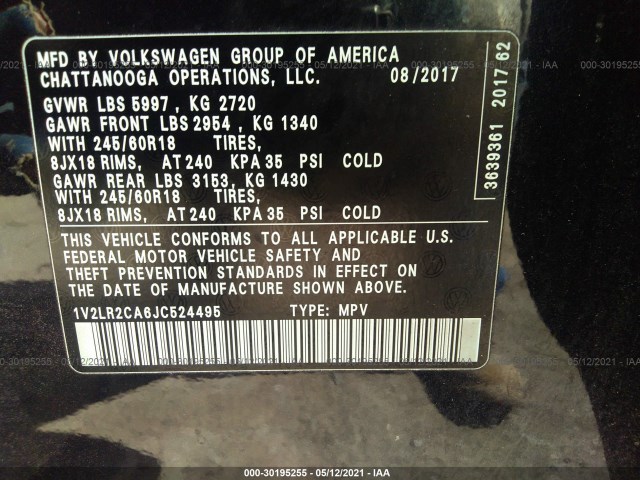 MFD BY VOLKSWAGEN GROUP OF AMERICA
CHATTANOOGA OPERATIONS, LLC. 08/2017
GVWR LBS 5997 , KG 2720
GAWR FRONT LBS 2954 , KG 1340
WITH 245/60R18 TIRES,
8JX18 RIMS, AT 240 KPA 35 PSI COLD
GAWR REAR LBS 3153, KG 1430
WITH 245/60R18 TIRES,
8JX18 RIMS, AT 240 KPA 35 PSI COLD
THIS VEHICLE CONFORMS TO ALL APPLICABLE U.S.
FEDERAL MOTOR VEHICLE SAFETY AND
THEFT PREVENTION STANDARDS IN EFFECT ON
THE DATE OF MANUFACTURE SHOWN ABOVE.
1V2LR2CA6JC524495 TYPE: MPV
3639361 2017 62
000-30195255 - 05/12/2021 - IAA